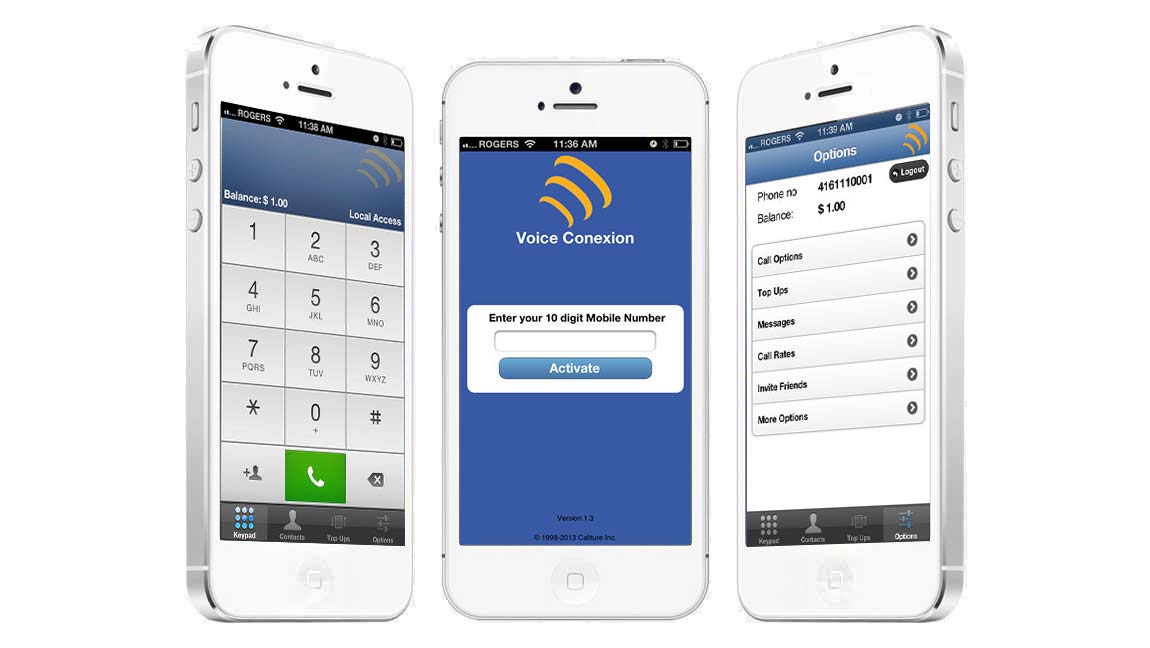 ROGERS 11:38 AM
Balance: $ 1.00
Local Access
1
2
ABC
3
DEF
4
GHI
5
JKL
6
MNO
7
PQRS
8
TUV
9
WXYZ
*
0
+
#
+
Keypad
Contacts
Top Ups
Options
ROGERS 11:36 AM
Voice Conexion
Enter your 10 digit Mobile Number
Activate
Version 1.3
© 1998-2013 Caliture Inc.
ROGERS 11:39 AM
Options
Logout
Phone no 4161110001
Balance: $ 1.00
Call Options
Top Ups
Messages
Call Rates
Invite Friends
More Options
Keypad
Contacts
Top Ups
Options